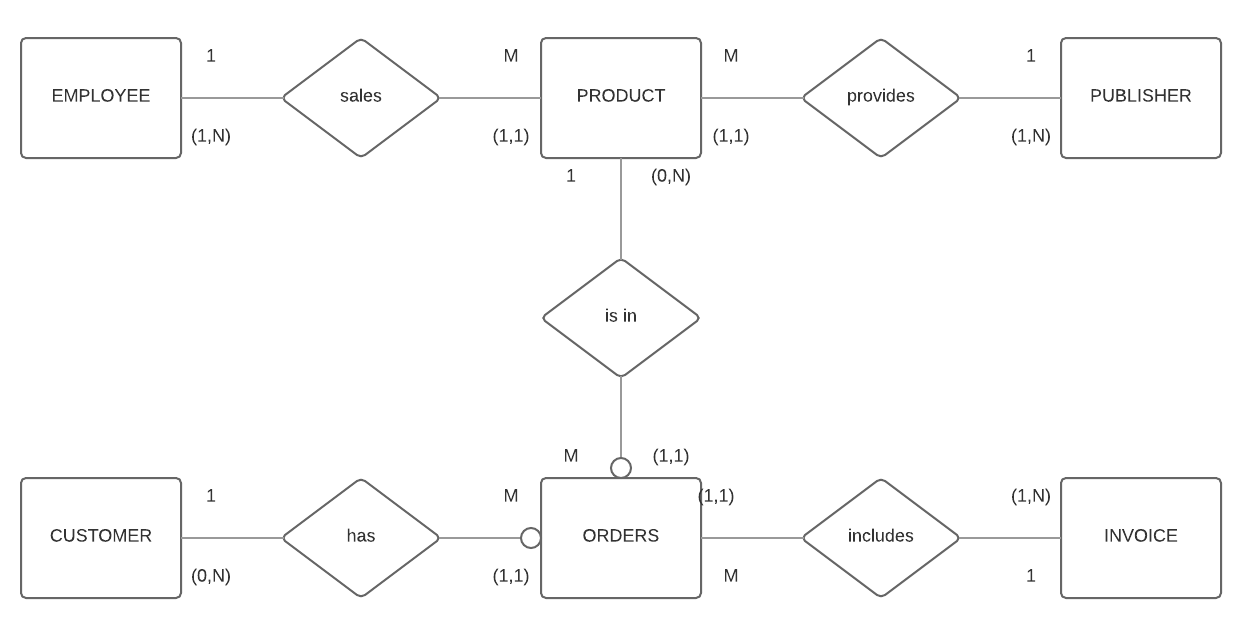 1 M M 1
EMPLOYEE sales PRODUCT provides PUBLISHER
(1,N) (1,1) (1,1) (1,N)
1 (0,N)
is in
M (1,1)
1 M (1,1) (1,N)
CUSTOMER has ORDERS includes INVOICE
(0,N) (1,1) M 1